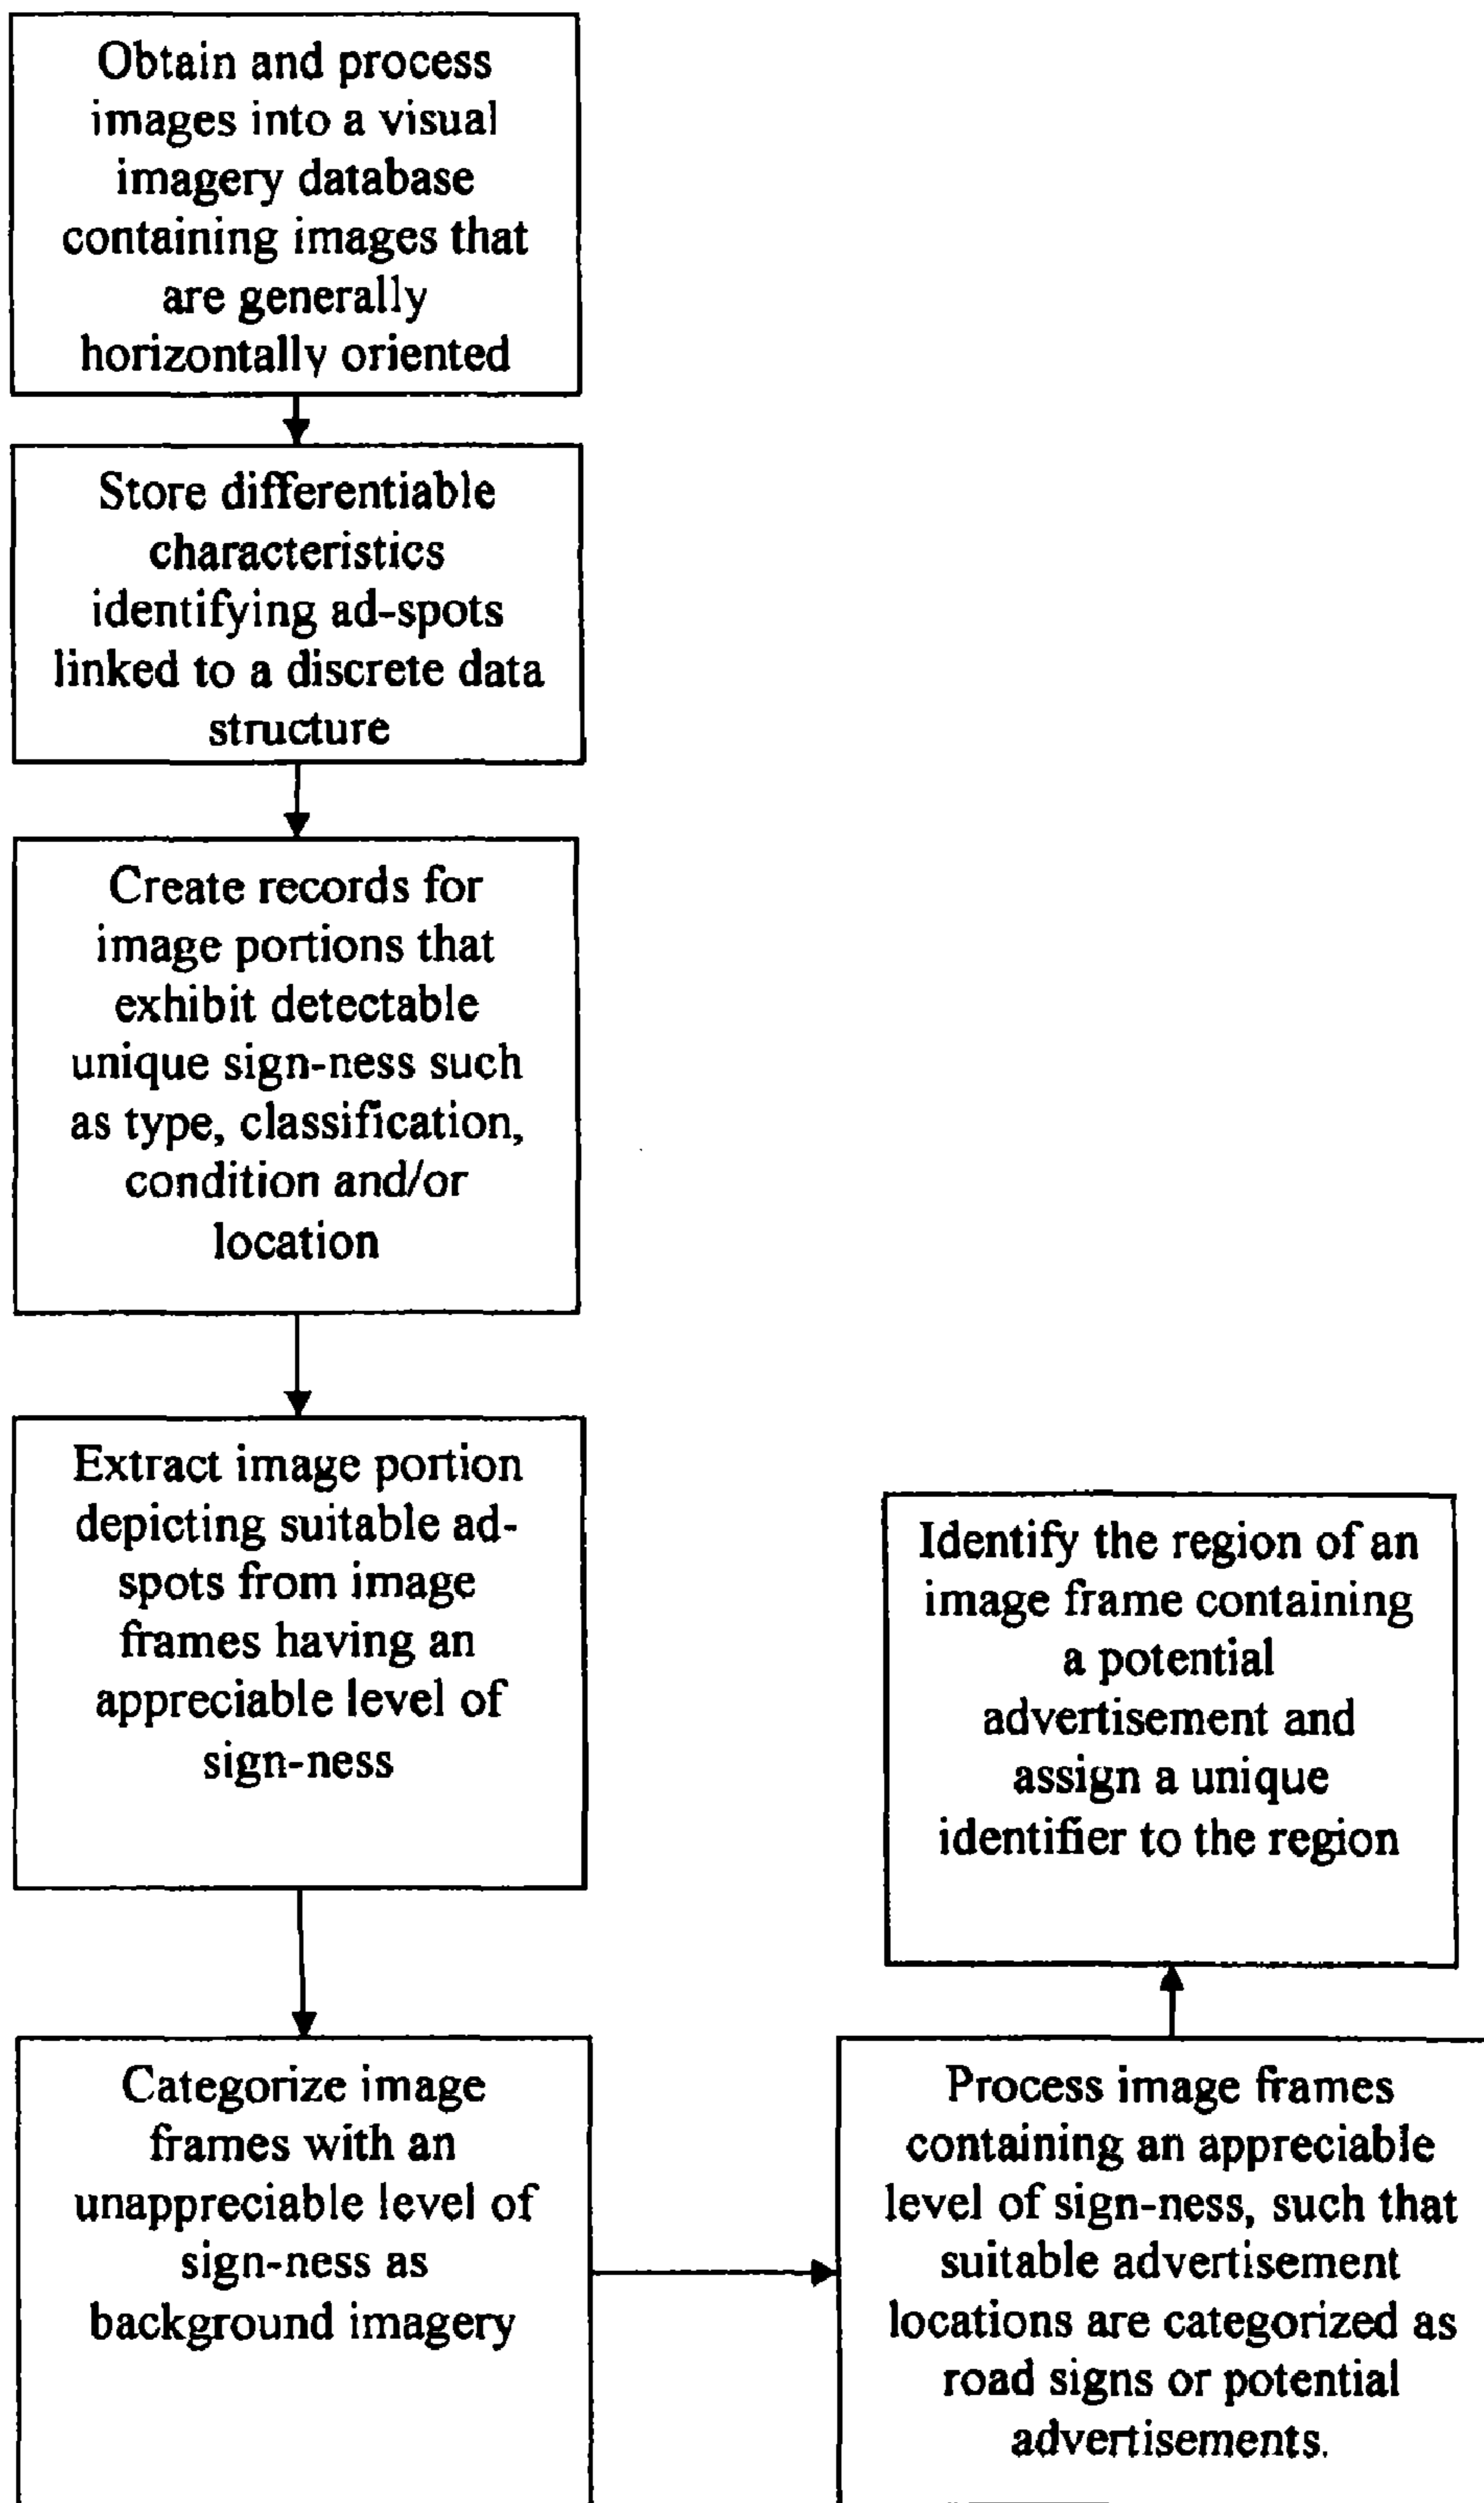 Obtain and process
images into a visual
imagery database
containing images that
are generally
horizontally oriented
Store differentiable
characteristics
identifying ad-spots
linked to a discrete data
structure
Create records for
image portions that
exhibit detectable
unique sign-ness such
as type, classification,
condition and/or
location
Extract image portion
depicting suitable ad-
spots from image
frames having an
appreciable level of
sign-ness
Categorize image
frames with an
unappreciable level of
sign-ness as
background imagery
Process image frames
containing an appreciable
level of sign-ness, such that
suitable advertisement
locations are categorized as
road signs or potential
advertisements.
Identify the region of an
image frame containing
a potential
advertisement and
assign a unique
identifier to the region